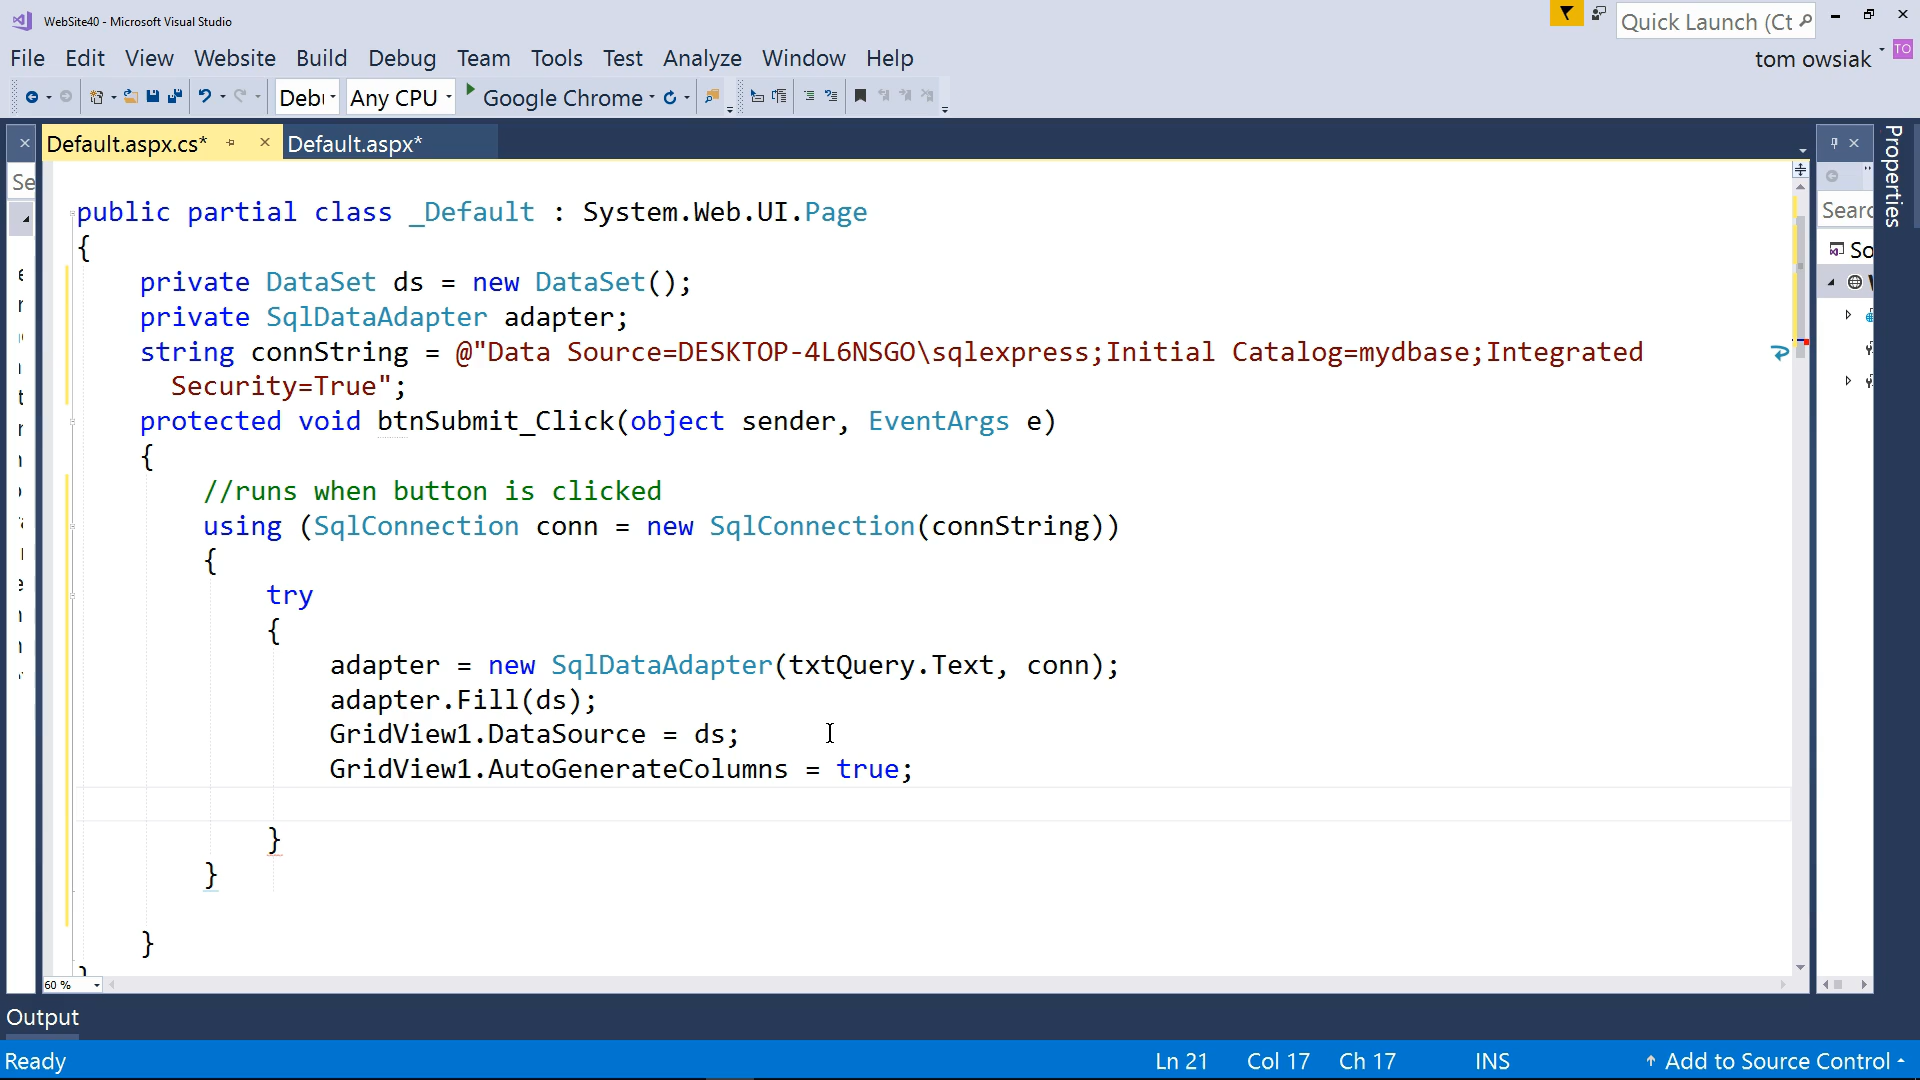 WebSite40 - Microsoft Visual Studio
Quick Launch (Ct
File Edit View Website Build Debug Team Tools Test Analyze Window Help
tom owsiak
TO
Debu
Any CPU
Google Chrome
Default.aspx.cs*
Default.aspx*
Properties
Se
Searc
So
public partial class _Default : System.Web.UI.Page
{
private DataSet ds = new DataSet();
private SqlDataAdapter adapter;
string connString = @"Data Source=DESKTOP-4L6NSGO\sqlexpress;Initial Catalog=mydbase;Integrated
Security=True";
protected void btnSubmit_Click(object sender, EventArgs e)
{
//runs when button is clicked
using (SqlConnection conn = new SqlConnection(connString))
{
try
{
adapter = new SqlDataAdapter(txtQuery.Text, conn);
adapter.Fill(ds);
GridView1.DataSource = ds;
GridView1.AutoGenerateColumns = true;
}
}
}
}
60 %
Output
Ready
Ln 21 Col 17 Ch 17 INS
Add to Source Control